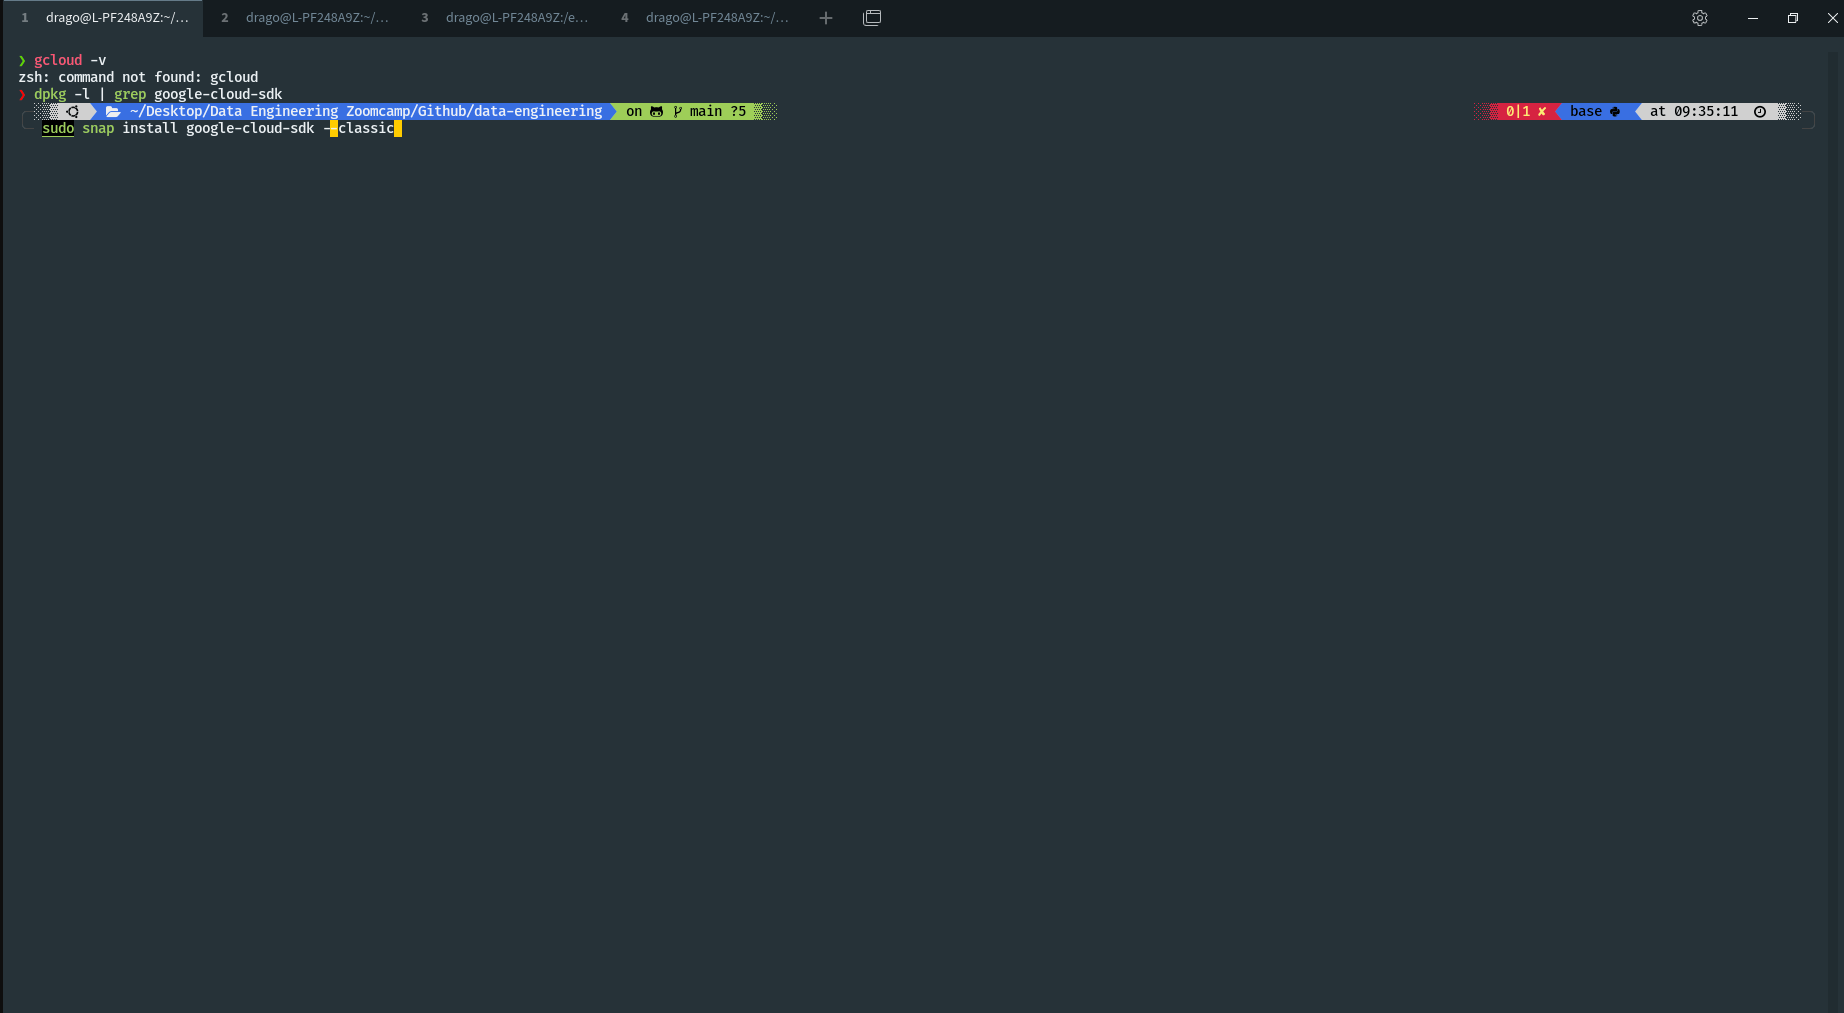 1 drago@L-PF248A9Z:~/... 2 drago@L-PF248A9Z:~/... 3 drago@L-PF248A9Z:/e... 4 drago@L-PF248A9Z:~/...
❯ gcloud -v
zsh: command not found: gcloud
❯ dpkg -l | grep google-cloud-sdk
~/Desktop/Data Engineering Zoomcamp/Github/data-engineering on main ?5 0|1 ✘ base at 09:35:11
sudo snap install google-cloud-sdk --classic